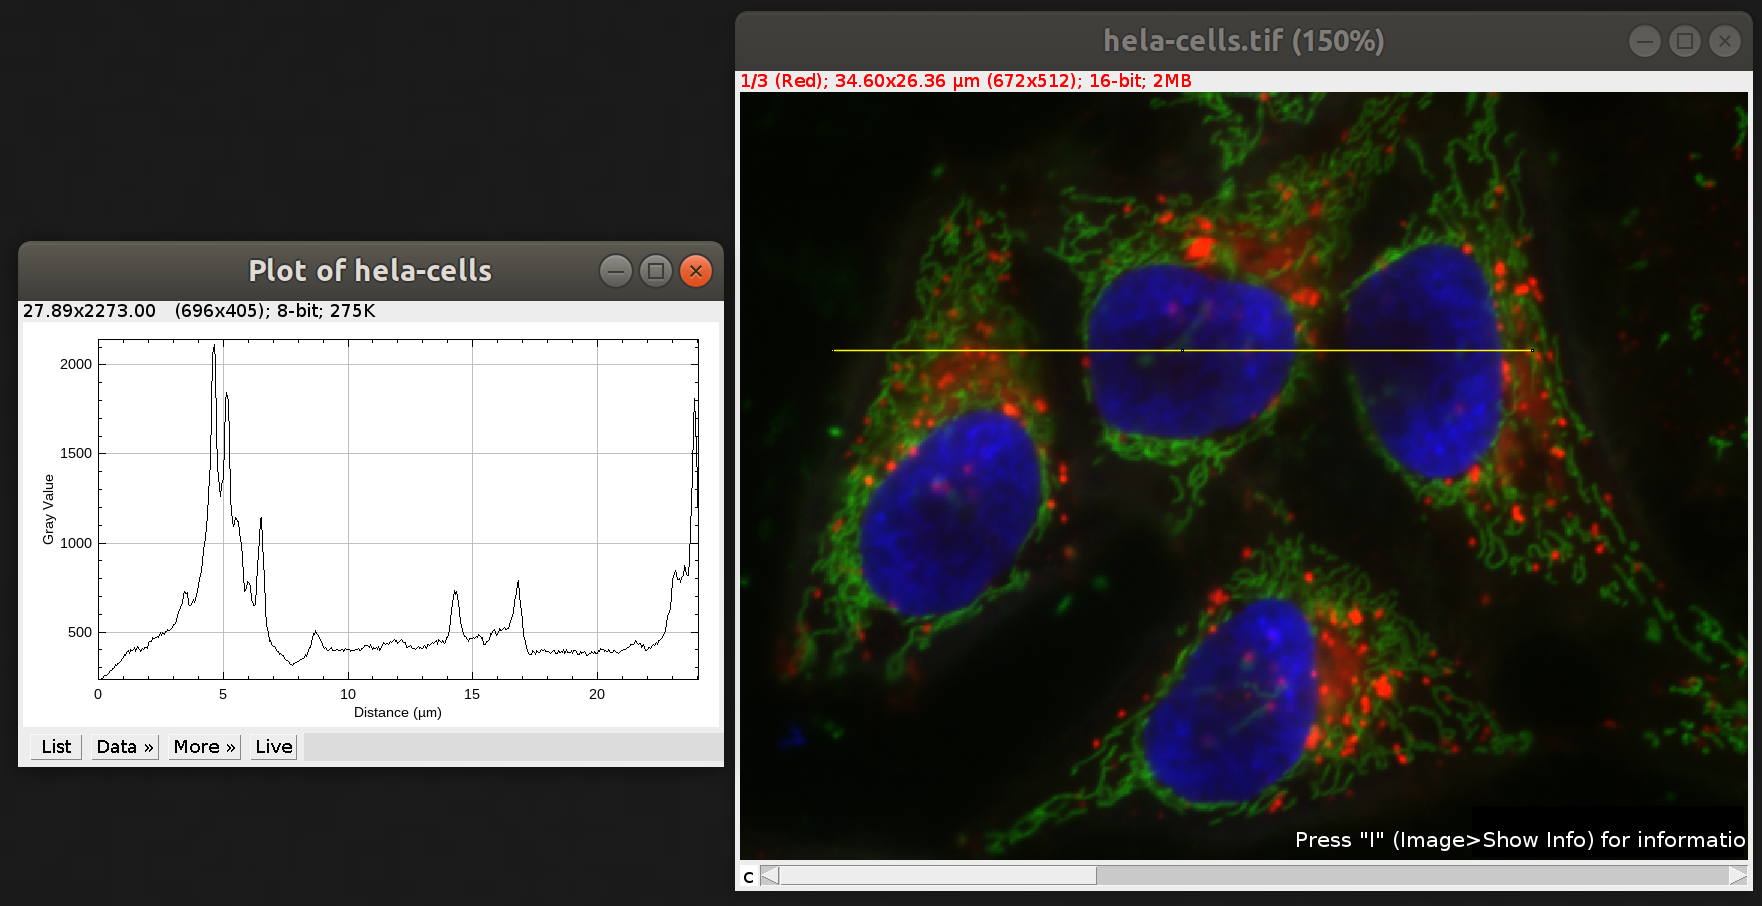 Plot of hela-cells
27.89x2273.00 (696x405); 8-bit; 275K
2000
1500
1000
500
Gray Value
0 5 10 15 20
Distance (µm)
List Data » More » Live
hela-cells.tif (150%)
1/3 (Red); 34.60x26.36 µm (672x512); 16-bit; 2MB
Press "I" (Image>Show Info) for informatio
c